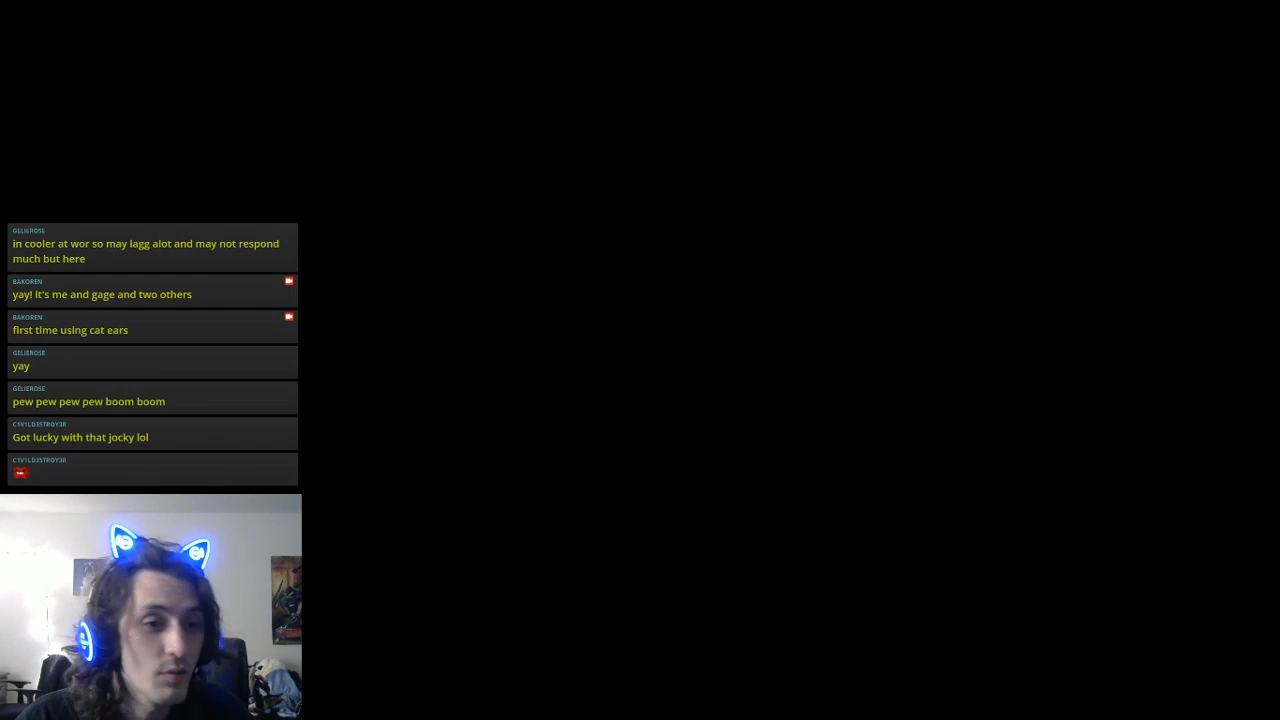 GELIEROSE
in cooler at wor so may lagg alot and may not respond
much but here
BAKOREN
yay! it's me and gage and two others
BAKOREN
first time using cat ears
GELIEROSE
yay
GELIEROSE
pew pew pew pew boom boom
C1V1LD35TROY3R
Got lucky with that jocky lol
C1V1LD35TROY3R